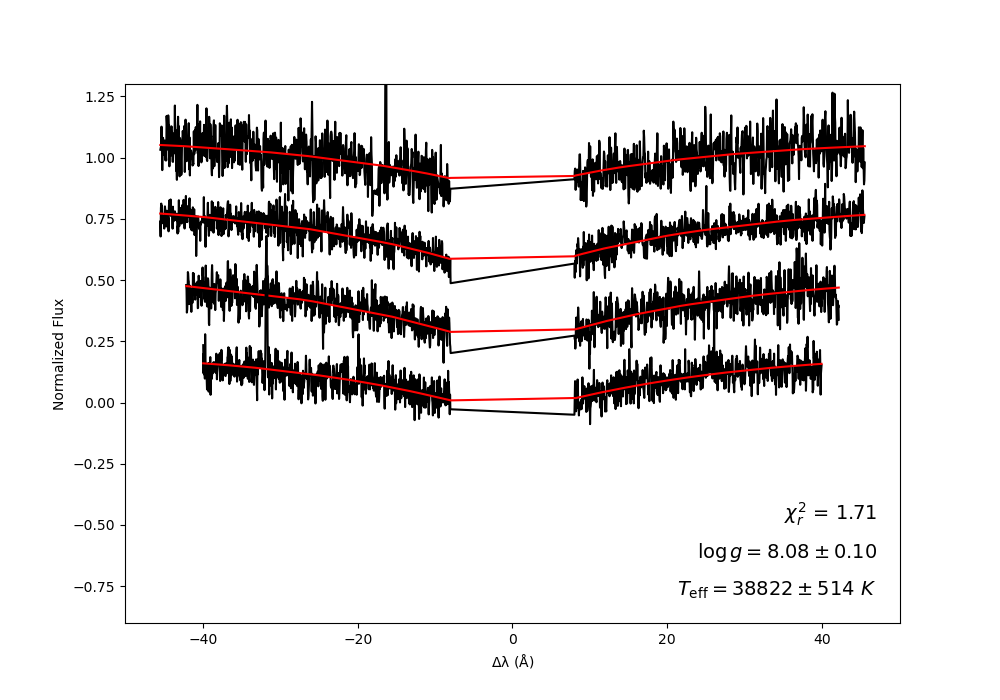 1.25
1.00
0.75
0.50
0.25
0.00
−0.25
−0.50
−0.75
Normalized Flux
χ²ᵣ = 1.71
log g = 8.08 ± 0.10
T_eff = 38822 ± 514 K
−40 −20 0 20 40
Δλ (Å)